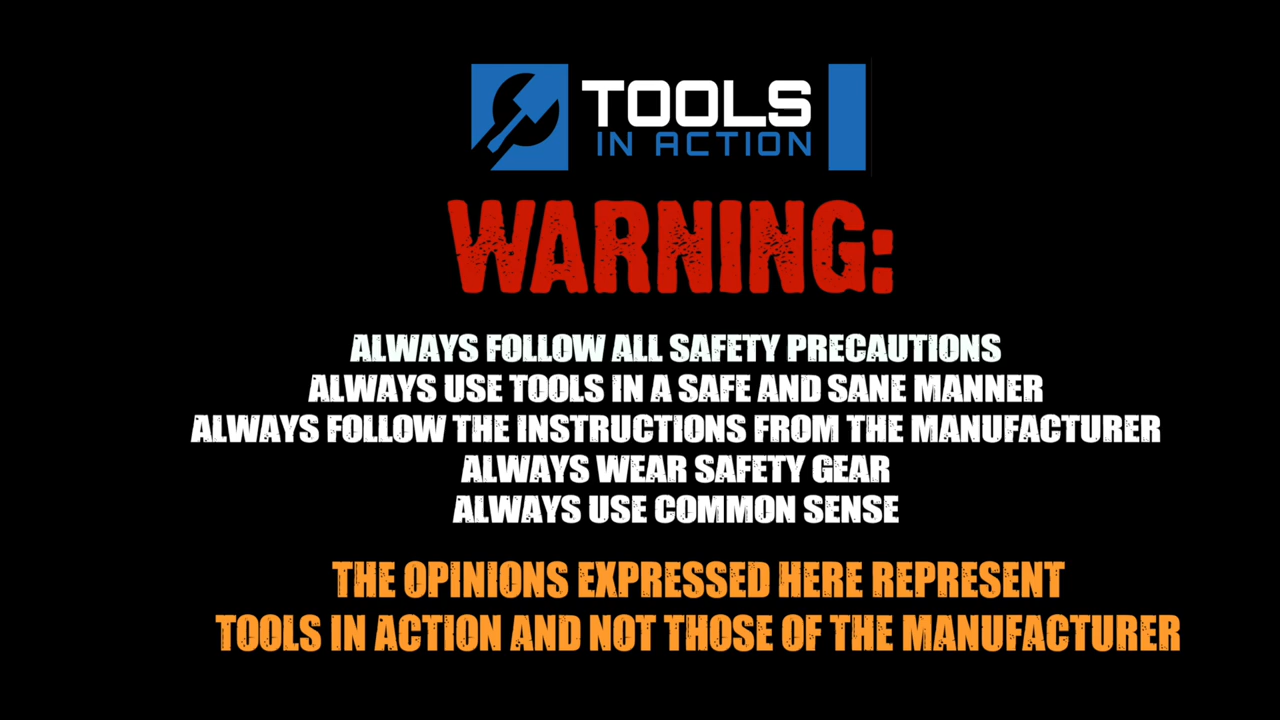 TOOLS
IN ACTION
WARNING:
ALWAYS FOLLOW ALL SAFETY PRECAUTIONS
ALWAYS USE TOOLS IN A SAFE AND SANE MANNER
ALWAYS FOLLOW THE INSTRUCTIONS FROM THE MANUFACTURER
ALWAYS WEAR SAFETY GEAR
ALWAYS USE COMMON SENSE
THE OPINIONS EXPRESSED HERE REPRESENT
TOOLS IN ACTION AND NOT THOSE OF THE MANUFACTURER